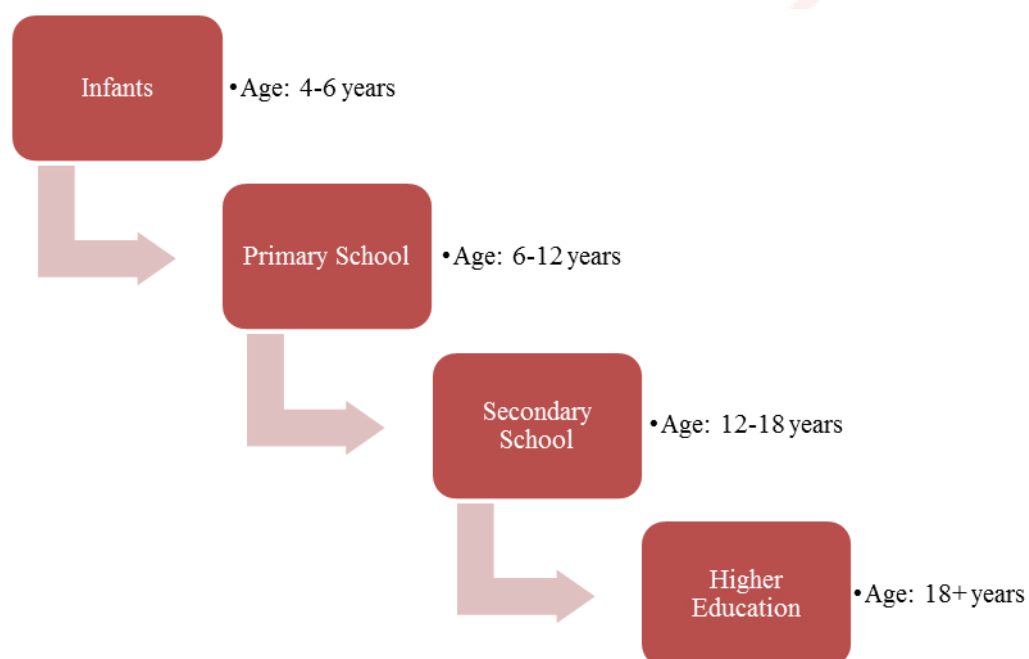 Infants
•Age: 4-6 years
Primary School
•Age: 6-12 years
Secondary
School
•Age: 12-18 years
Higher
Education
•Age: 18+ years